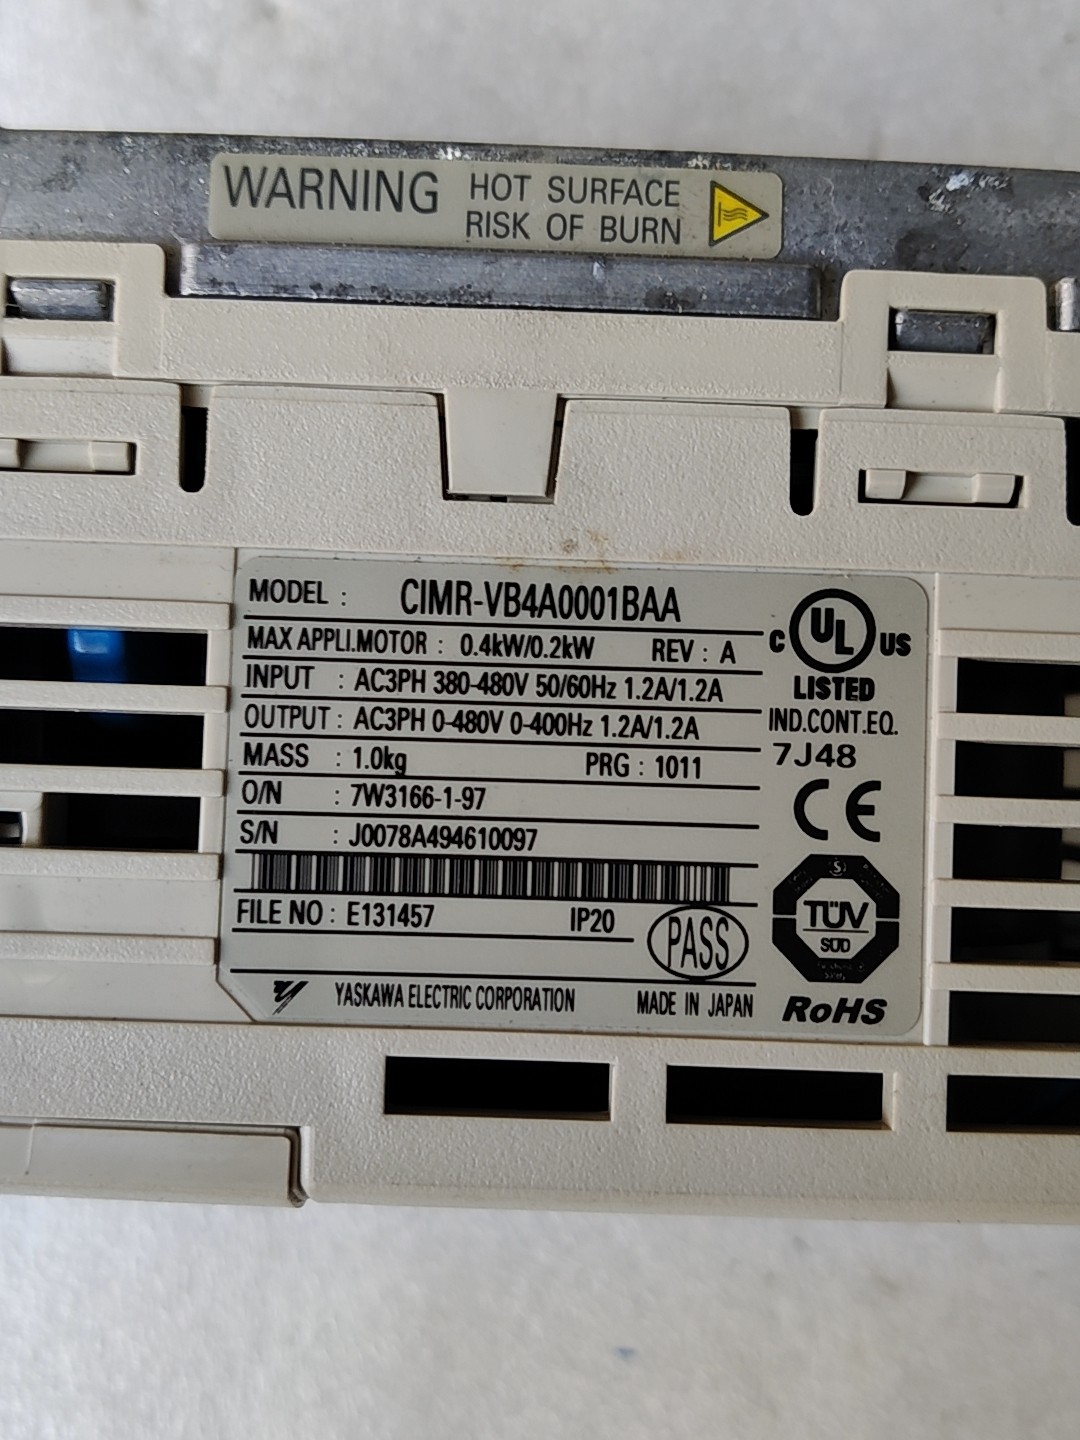 WARNING HOT SURFACE
RISK OF BURN
MODEL : CIMR-VB4A0001BAA
MAX APPLI.MOTOR : 0.4kW/0.2kW REV : A
INPUT : AC3PH 380-480V 50/60Hz 1.2A/1.2A
OUTPUT : AC3PH 0-480V 0-400Hz 1.2A/1.2A
MASS : 1.0kg PRG : 1011
O/N : 7W3166-1-97
S/N : J0078A494610097
FILE NO : E131457 IP20
PASS
YASKAWA ELECTRIC CORPORATION MADE IN JAPAN
C UL US
LISTED
IND.CONT.EQ.
7J48
CE
TÜV
SÜD
RoHS